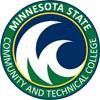 MINNESOTA STATE
COMMUNITY AND TECHNICAL COLLEGE